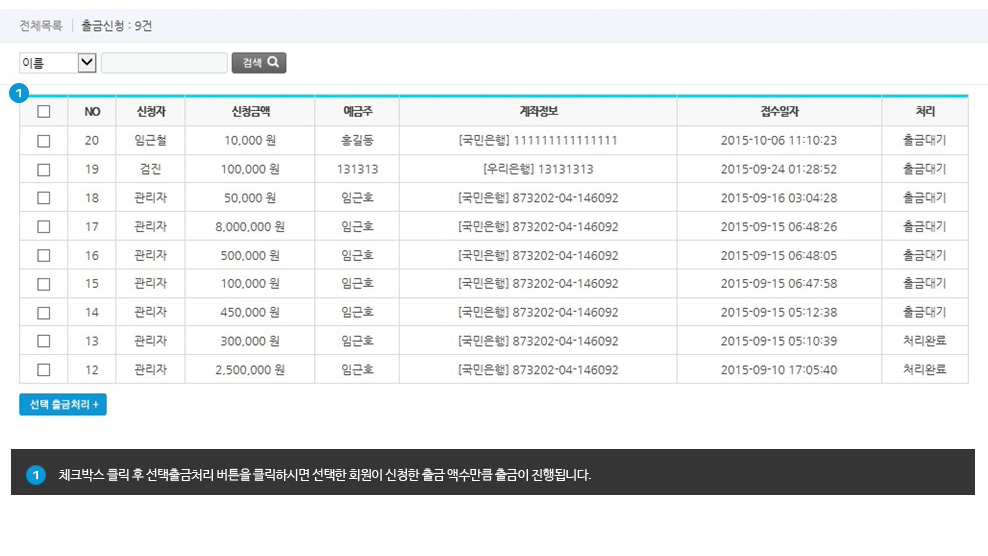 전체목록 | 출금신청 : 9건
이름 검색
1
NO 신청자 신청금액 예금주 계좌정보 접수일자 처리
20 임근철 10,000 원 홍길동 [국민은행] 111111111111111 2015-10-06 11:10:23 출금대기
19 검진 100,000 원 131313 [우리은행] 13131313 2015-09-24 01:28:52 출금대기
18 관리자 50,000 원 임근호 [국민은행] 873202-04-146092 2015-09-16 03:04:28 출금대기
17 관리자 8,000,000 원 임근호 [국민은행] 873202-04-146092 2015-09-15 06:48:26 출금대기
16 관리자 500,000 원 임근호 [국민은행] 873202-04-146092 2015-09-15 06:48:05 출금대기
15 관리자 100,000 원 임근호 [국민은행] 873202-04-146092 2015-09-15 06:47:58 출금대기
14 관리자 450,000 원 임근호 [국민은행] 873202-04-146092 2015-09-15 05:12:38 출금대기
13 관리자 300,000 원 임근호 [국민은행] 873202-04-146092 2015-09-15 05:10:39 처리완료
12 관리자 2,500,000 원 임근호 [국민은행] 873202-04-146092 2015-09-10 17:05:40 처리완료
선택 출금처리 +
1 체크박스 클릭 후 선택출금처리 버튼을 클릭하시면 선택한 회원이 신청한 출금 액수만큼 출금이 진행됩니다.